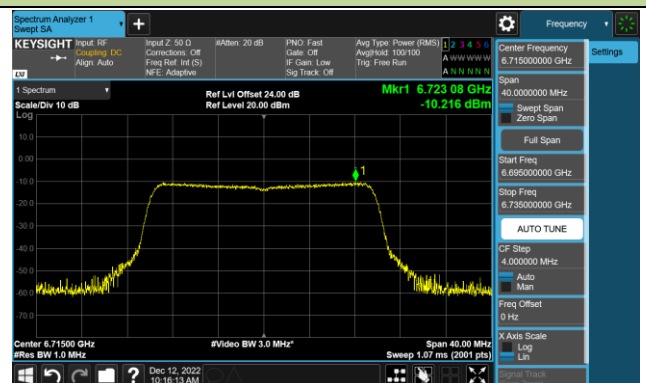 Spectrum Analyzer 1
Swept SA
Frequency
KEYSIGHT
Input: RF
Coupling: DC
Align: Auto
Input Z: 50 Ω
Corrections: Off
Freq Ref: Int (S)
NFE: Adaptive
#Atten: 20 dB
PNO: Fast
Gate: Off
IF Gain: Low
Sig Track: Off
Avg Type: Power (RMS)
Avg|Hold: 100/100
Trig: Free Run
1 2 3 4 5 6
A W W W W W
A N N N N N
LXI
Center Frequency
6.715000000 GHz
Settings
Span
40.0000000 MHz
Swept Span
Zero Span
Full Span
Start Freq
6.695000000 GHz
Stop Freq
6.735000000 GHz
AUTO TUNE
CF Step
4.000000 MHz
Auto
Man
Freq Offset
0 Hz
X Axis Scale
Log
Lin
Signal Track
1 Spectrum
Scale/Div 10 dB
Log
Ref Lvl Offset 24.00 dB
Ref Level 20.00 dBm
Mkr1 6.723 08 GHz
-10.216 dBm
10.0
0.00
-10.0
-20.0
-30.0
-40.0
-50.0
-60.0
-70.0
1
Center 6.71500 GHz
#Res BW 1.0 MHz
#Video BW 3.0 MHz*
Span 40.00 MHz
Sweep 1.07 ms (2001 pts)
?
Dec 12, 2022
10:16:13 AM